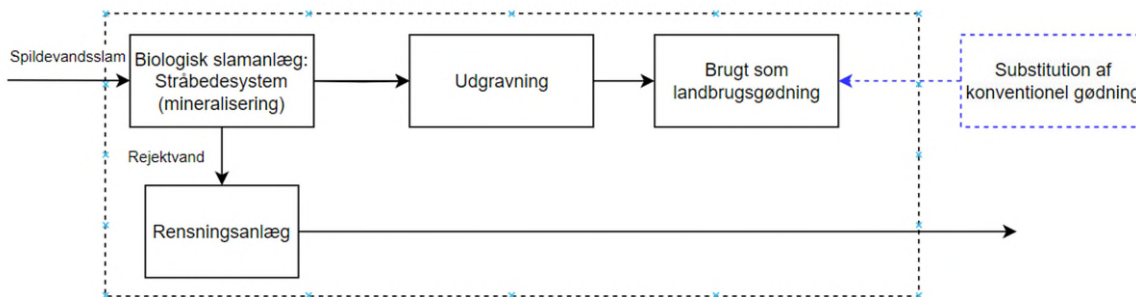 Spildevandsslam
Biologisk slamanlæg:
Stråbedesystem
(mineralisering)
Udgravning
Brugt som
landbrugsgødning
Substitution af
konventionel gødning
Rejektvand
Rensningsanlæg